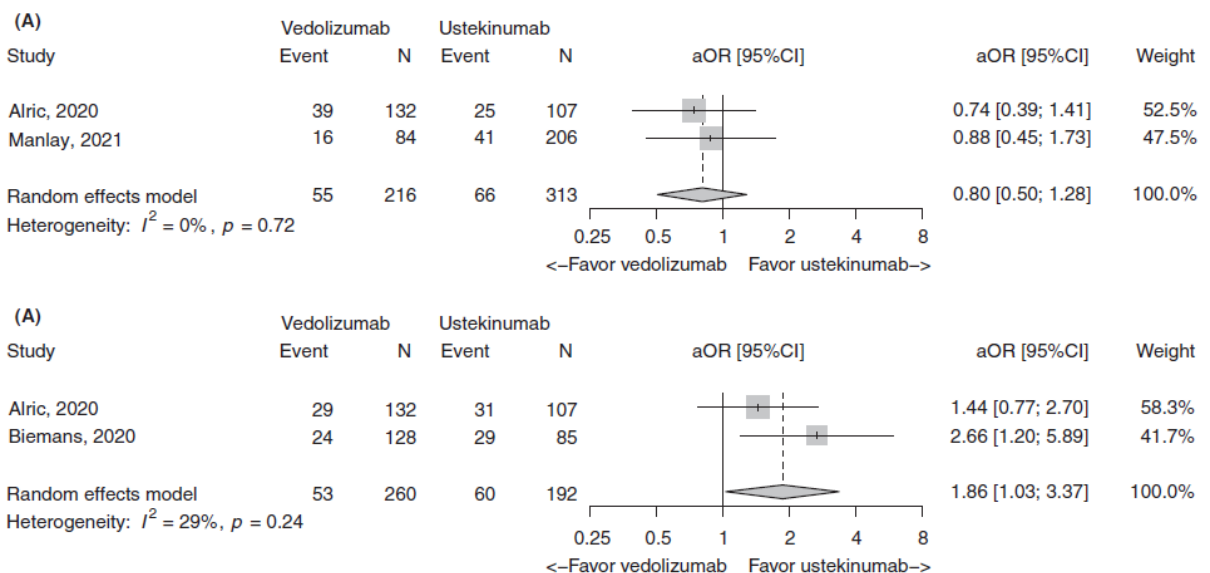 (A)
Vedolizumab Ustekinumab
Study Event N Event N aOR [95%CI] aOR [95%CI] Weight
Alric, 2020 39 132 25 107 0.74 [0.39; 1.41] 52.5%
Manlay, 2021 16 84 41 206 0.88 [0.45; 1.73] 47.5%
Random effects model 55 216 66 313 0.80 [0.50; 1.28] 100.0%
Heterogeneity: I² = 0%, p = 0.72
0.25 0.5 1 2 4 8
<−Favor vedolizumab Favor ustekinumab−>
(A)
Vedolizumab Ustekinumab
Study Event N Event N aOR [95%CI] aOR [95%CI] Weight
Alric, 2020 29 132 31 107 1.44 [0.77; 2.70] 58.3%
Biemans, 2020 24 128 29 85 2.66 [1.20; 5.89] 41.7%
Random effects model 53 260 60 192 1.86 [1.03; 3.37] 100.0%
Heterogeneity: I² = 29%, p = 0.24
0.25 0.5 1 2 4 8
<−Favor vedolizumab Favor ustekinumab−>